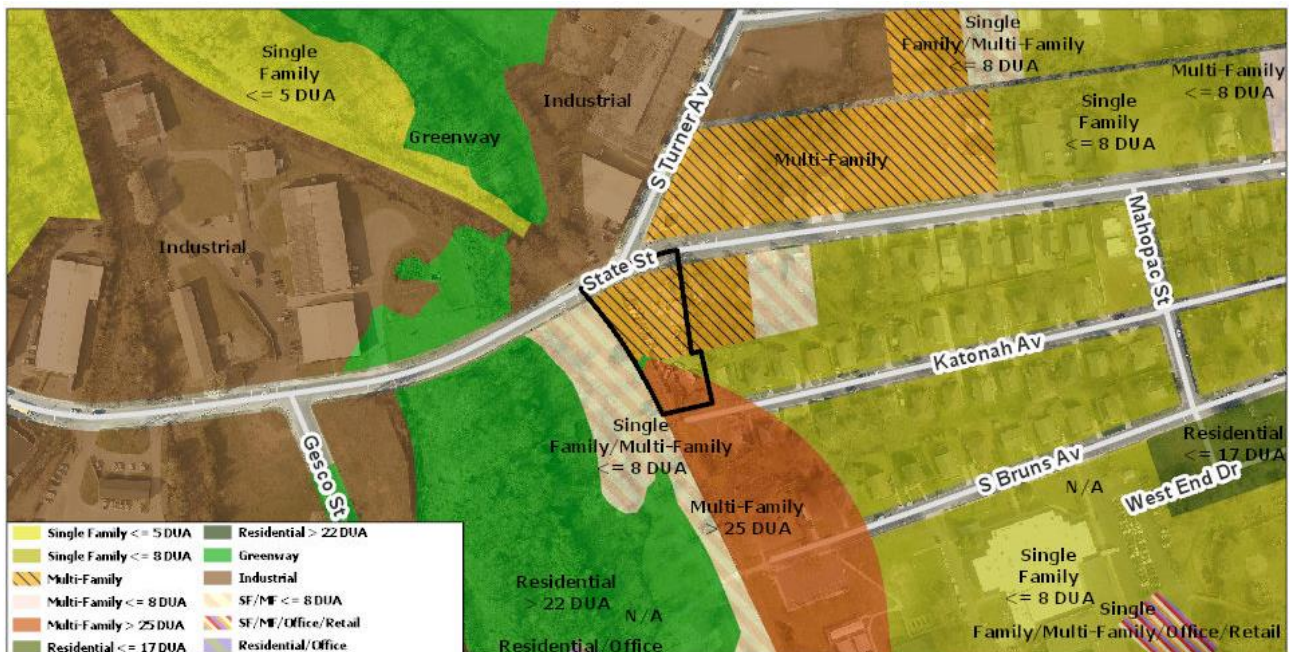 Single
Family
<= 5 DUA
Single
Family/Multi-Family
<= 8 DUA
Multi-Family
<= 8 DUA
Industrial
Greenway
S Turner Av
Single
Family
<= 8 DUA
Multi-Family
Mahopac St
Industrial
State St
Katonah Av
Single
Family/Multi-Family
<= 8 DUA
Gesco St
Residential
<= 17 DUA
S Bruns Av
N/A
West End Dr
Multi-Family
> 25 DUA
Single
Family
<= 8 DUA
Residential
> 22 DUA
N/A
Residential/Office
Single
Family/Multi-Family/Office/Retail
Single Family <= 5 DUA
Single Family <= 8 DUA
Multi-Family
Multi-Family <= 8 DUA
Multi-Family > 25 DUA
Residential <= 17 DUA
Residential > 22 DUA
Greenway
Industrial
SF/MF <= 8 DUA
SF/MF/Office/Retail
Residential/Office